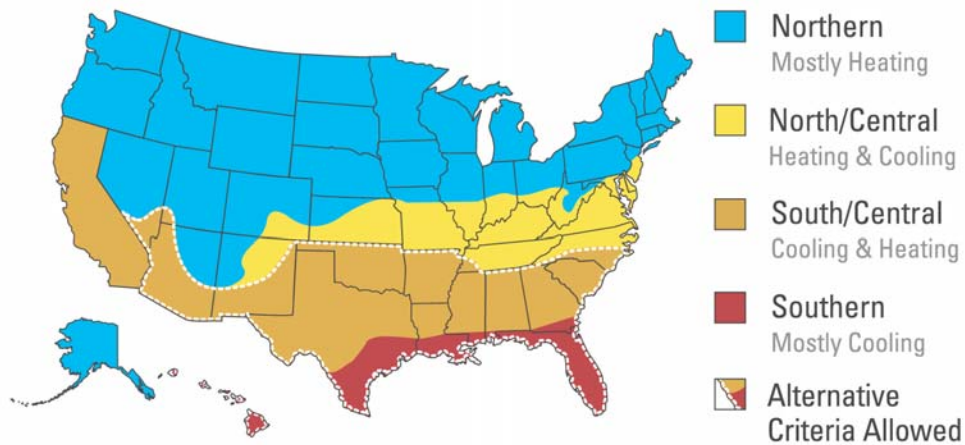 Northern
Mostly Heating
North/Central
Heating & Cooling
South/Central
Cooling & Heating
Southern
Mostly Cooling
Alternative
Criteria Allowed